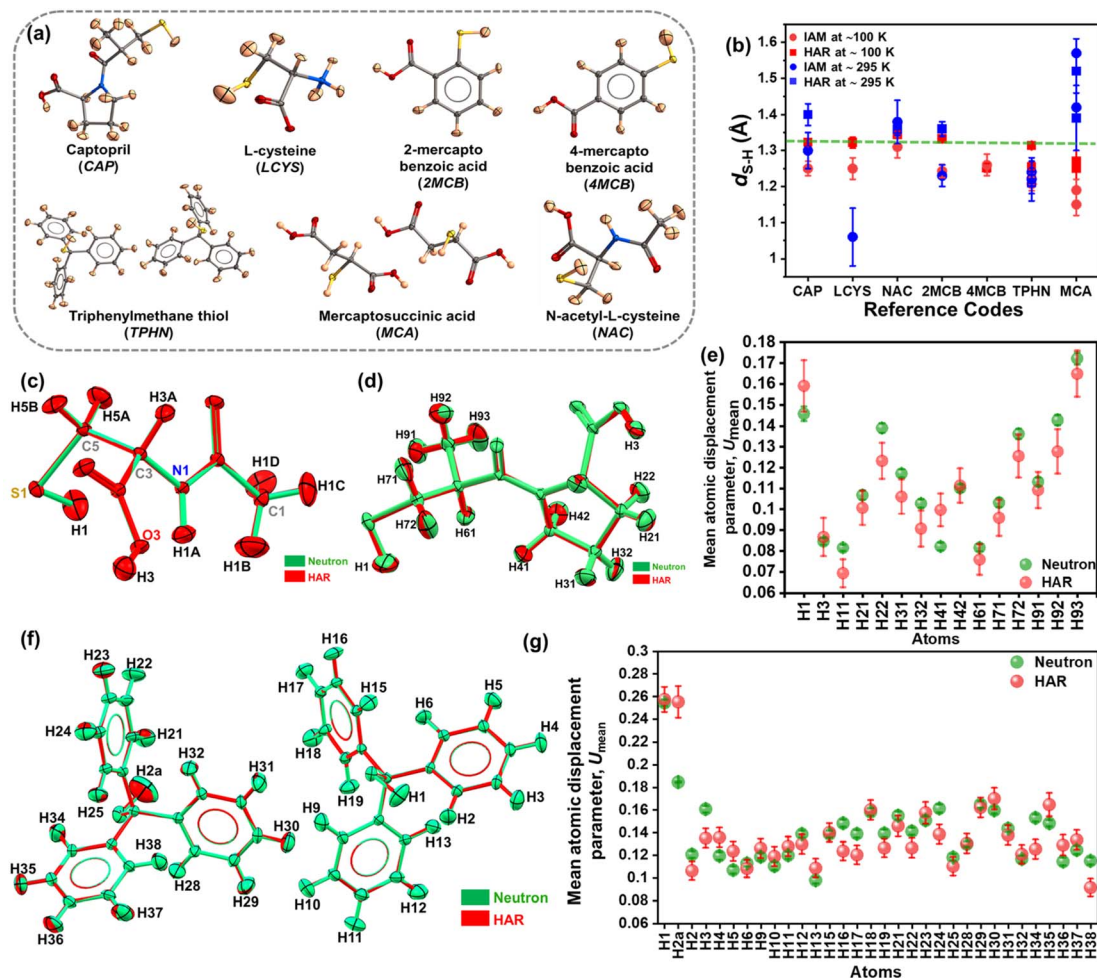 (a)
Captopril
(CAP)
L-cysteine
(LCYS)
2-mercapto
benzoic acid
(2MCB)
4-mercapto
benzoic acid
(4MCB)
Triphenylmethane thiol
(TPHN)
Mercaptosuccinic acid
(MCA)
N-acetyl-L-cysteine
(NAC)
(b)
IAM at ~100 K
HAR at ~ 100 K
IAM at ~ 295 K
HAR at ~ 295 K
1.6
1.5
1.4
1.3
1.2
1.1
1
dS-H (Å)
CAP LCYS NAC 2MCB 4MCB TPHN MCA
Reference Codes
(c)
H5B
H5A
H3A
C5
C3
N1
H1D
H1C
C1
S1
H1
O3
H1A
H1B
H3
Neutron
HAR
(d)
H92
H93
H91
H3
H71
H22
H72
H42
H61
H21
H1
H41
H32
H31
Neutron
HAR
(e)
0.18
0.17
0.16
0.15
0.14
0.13
0.12
0.11
0.1
0.09
0.08
0.07
0.06
Mean atomic displacement
parameter, Umean
Neutron
HAR
H1 H3 H11 H21 H22 H31 H32 H41 H42 H61 H71 H72 H91 H92 H93
Atoms
(f)
H23
H22
H24
H21
H32
H2a
H31
H25
H34
H38
H30
H35
H28
H29
H37
H36
H16
H17
H15
H5
H6
H4
H18
H19
H1
H3
H9
H2
H13
H10
H12
H11
Neutron
HAR
(g)
0.3
0.28
0.26
0.24
0.22
0.2
0.18
0.16
0.14
0.12
0.1
0.08
0.06
Mean atomic displacement
parameter, Umean
Neutron
HAR
H1 H2a H2 H3 H4 H5 H6 H9 H10 H11 H12 H13 H15 H16 H17 H18 H19 H21 H22 H23 H24 H25 H28 H29 H30 H31 H32 H34 H35 H36 H37 H38
Atoms